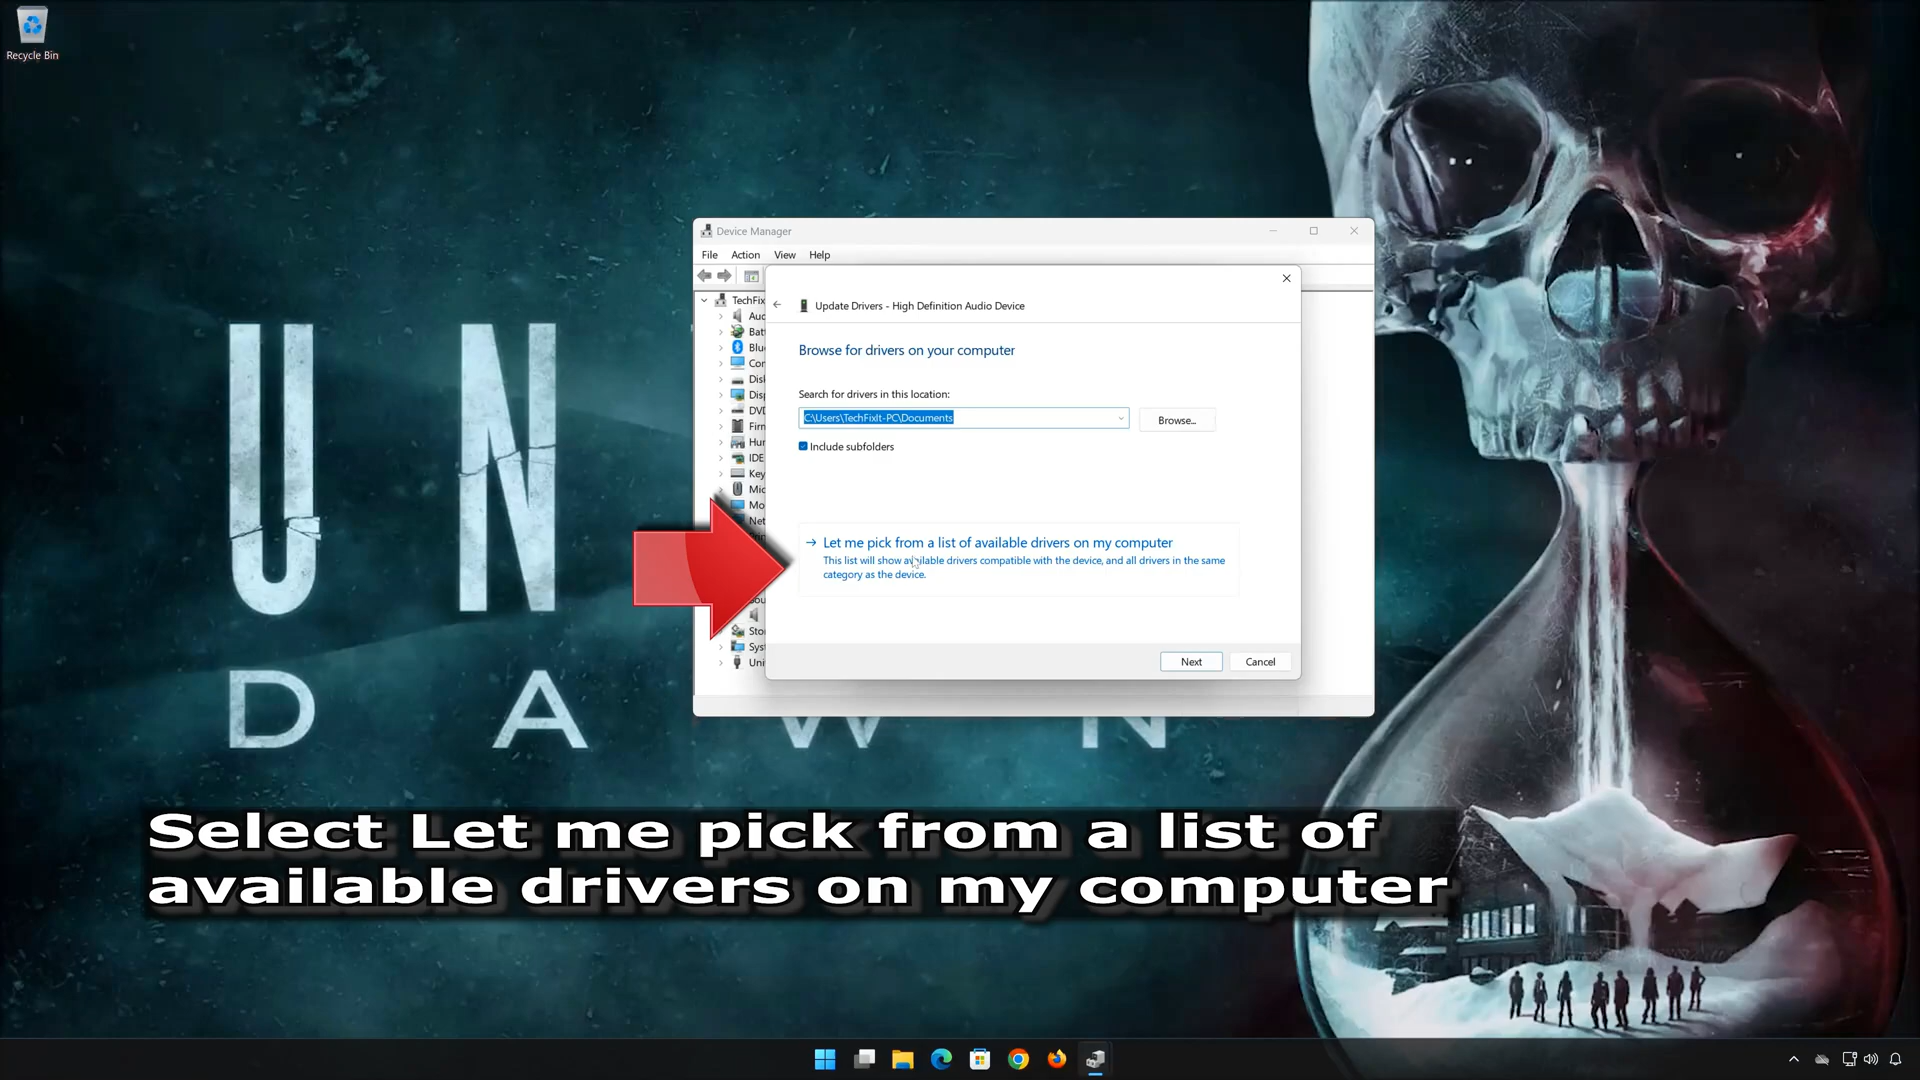 Recycle Bin
Device Manager
File Action View Help
Update Drivers - High Definition Audio Device
TechFix
Aud
Bat
Blu
Con
Disk
Disp
DVD
Firn
Hur
IDE
Key
Mic
Mo
Net
Sto
Sys
Uni
Browse for drivers on your computer
Search for drivers in this location:
C:\Users\TechFixIt-PC\Documents
Browse...
Include subfolders
Let me pick from a list of available drivers on my computer
This list will show available drivers compatible with the device, and all drivers in the same
category as the device.
Next
Cancel
U N
D A W N
Select Let me pick from a list of
available drivers on my computer